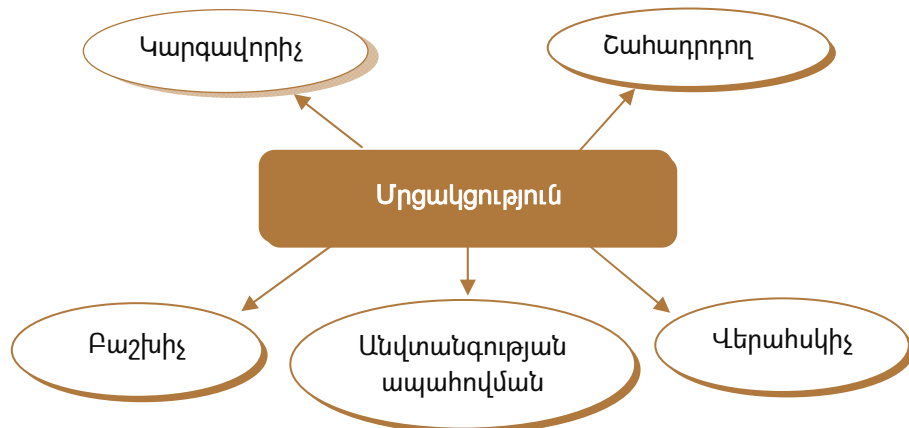 Կարգավորիչ
Շահադրդող
Մրցակցություն
Բաշխիչ
Անվտանգության
ապահովման
Վերահսկիչ